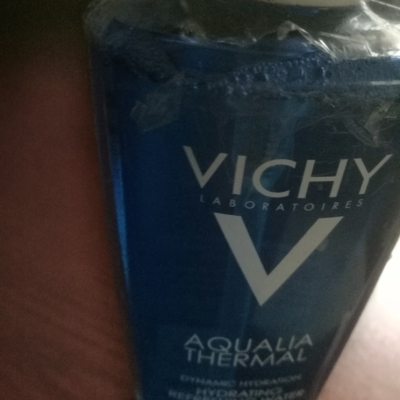 VICHY
LABORATOIRES
V
AQUALIA
THERMAL
DYNAMIC HYDRATION
HYDRATING